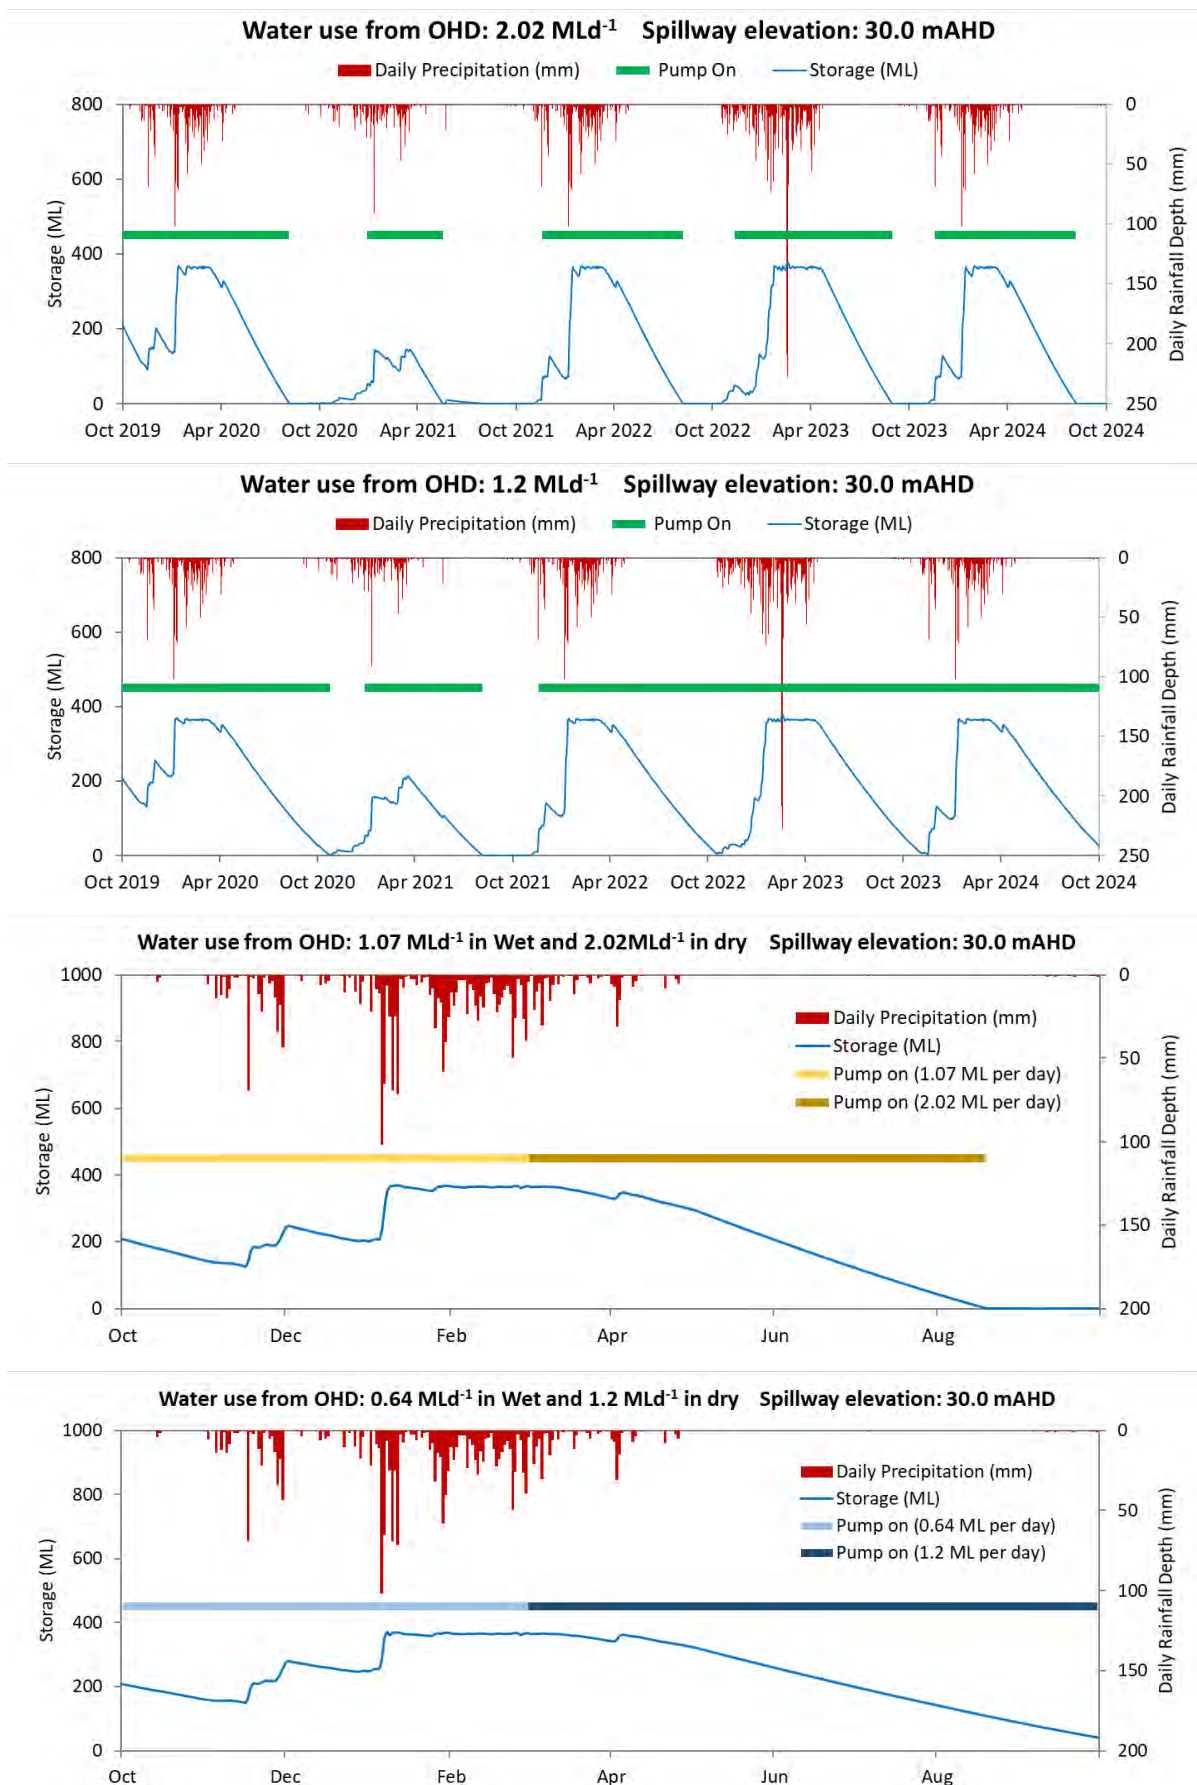 Water use from OHD: 2.02 MLd⁻¹ Spillway elevation: 30.0 mAHD
Daily Precipitation (mm) Pump On Storage (ML)
800 0
600 50
100
400
150
200 200
0 250
Storage (ML)
Daily Rainfall Depth (mm)
Oct 2019 Apr 2020 Oct 2020 Apr 2021 Oct 2021 Apr 2022 Oct 2022 Apr 2023 Oct 2023 Apr 2024 Oct 2024
Water use from OHD: 1.2 MLd⁻¹ Spillway elevation: 30.0 mAHD
Daily Precipitation (mm) Pump On Storage (ML)
800 0
600 50
100
400
150
200 200
0 250
Storage (ML)
Daily Rainfall Depth (mm)
Oct 2019 Apr 2020 Oct 2020 Apr 2021 Oct 2021 Apr 2022 Oct 2022 Apr 2023 Oct 2023 Apr 2024 Oct 2024
Water use from OHD: 1.07 MLd⁻¹ in Wet and 2.02MLd⁻¹ in dry Spillway elevation: 30.0 mAHD
1000 0
Daily Precipitation (mm)
Storage (ML)
Pump on (1.07 ML per day)
Pump on (2.02 ML per day)
800 50
600
100
400
150
200
0 200
Storage (ML)
Daily Rainfall Depth (mm)
Oct Dec Feb Apr Jun Aug
Water use from OHD: 0.64 MLd⁻¹ in Wet and 1.2 MLd⁻¹ in dry Spillway elevation: 30.0 mAHD
1000 0
Daily Precipitation (mm)
Storage (ML)
Pump on (0.64 ML per day)
Pump on (1.2 ML per day)
800 50
600
100
400
150
200
0 200
Storage (ML)
Daily Rainfall Depth (mm)
Oct Dec Feb Apr Jun Aug